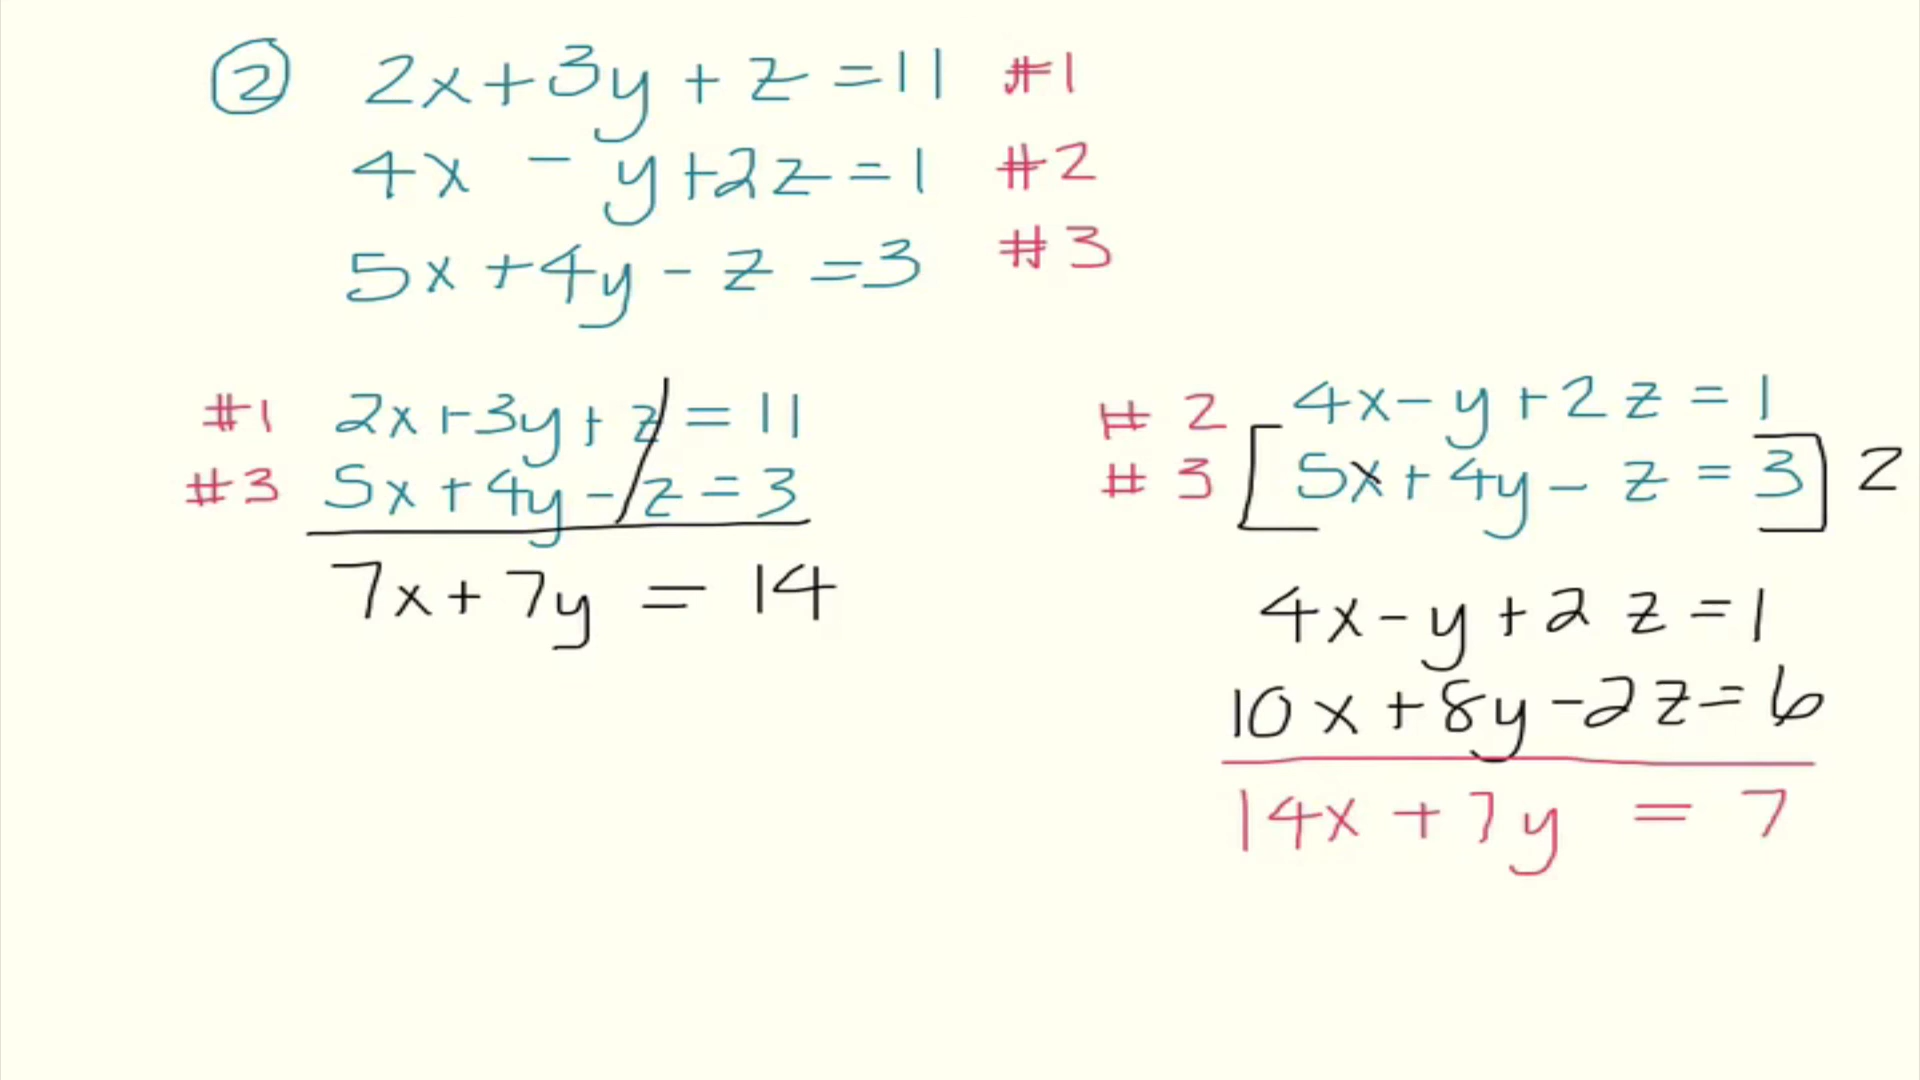 ② 2x+3y+z=11 #1
4x-y+2z=1 #2
5x+4y-z=3 #3
#1 2x+3y+z=11
#3 5x+4y-z=3
7x+7y=14
#2 4x-y+2z=1
#3 [5x+4y-z=3]2
4x-y+2z=1
10x+8y-2z=6
14x+7y=7